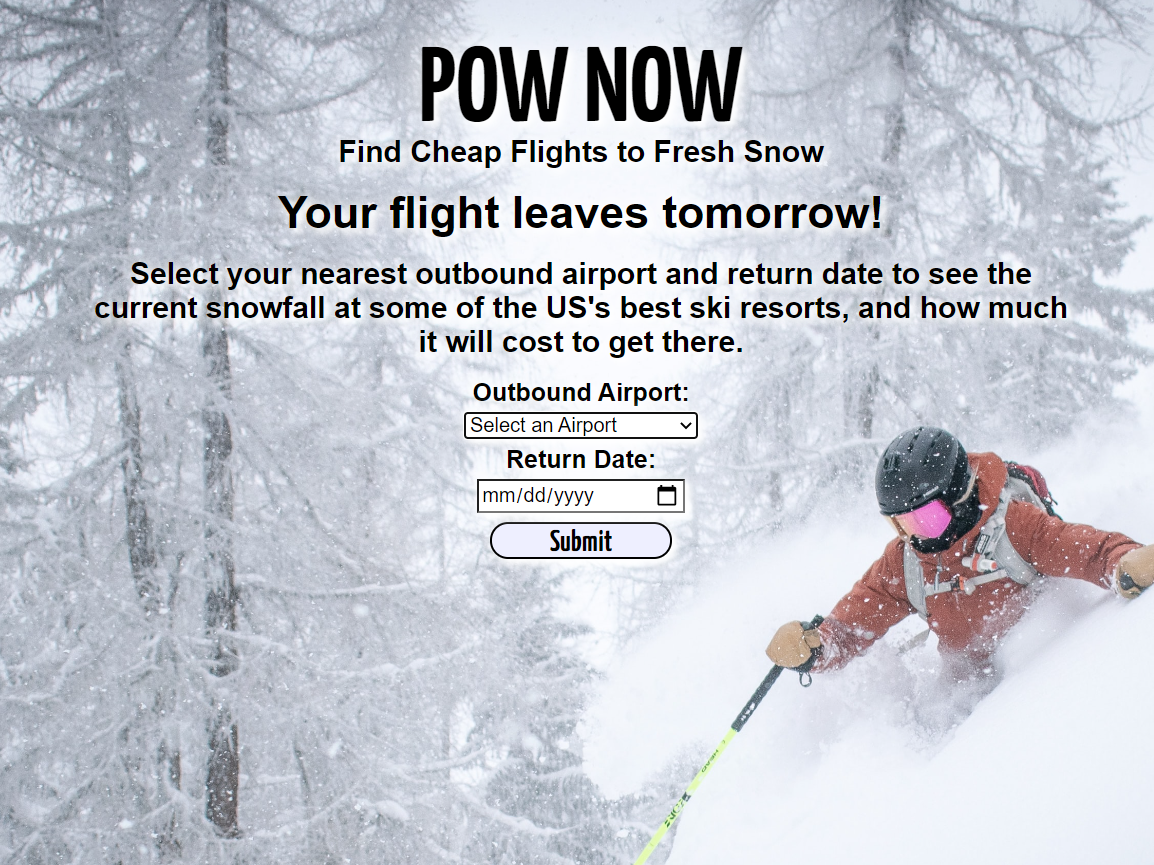 POW NOW
Find Cheap Flights to Fresh Snow
Your flight leaves tomorrow!
Select your nearest outbound airport and return date to see the
current snowfall at some of the US's best ski resorts, and how much
it will cost to get there.
Outbound Airport:
Select an Airport
Return Date:
mm/dd/yyyy
Submit